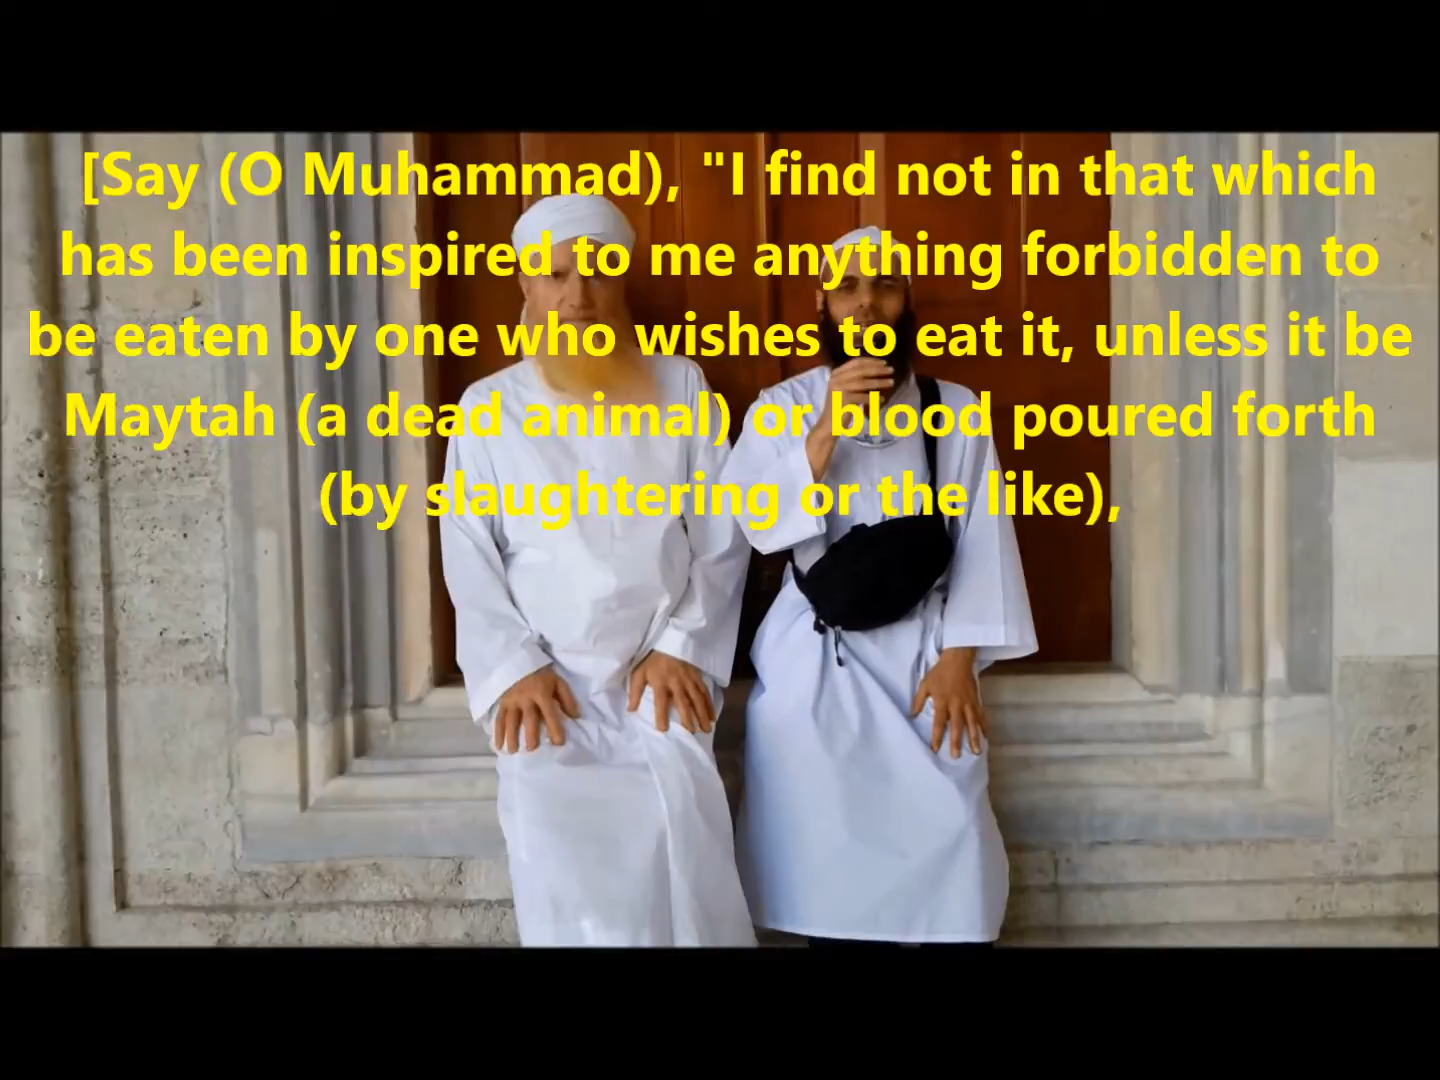 [Say (O Muhammad), "I find not in that which
has been inspired to me anything forbidden to
be eaten by one who wishes to eat it, unless it be
Maytah (a dead animal) or blood poured forth
(by slaughtering or the like),